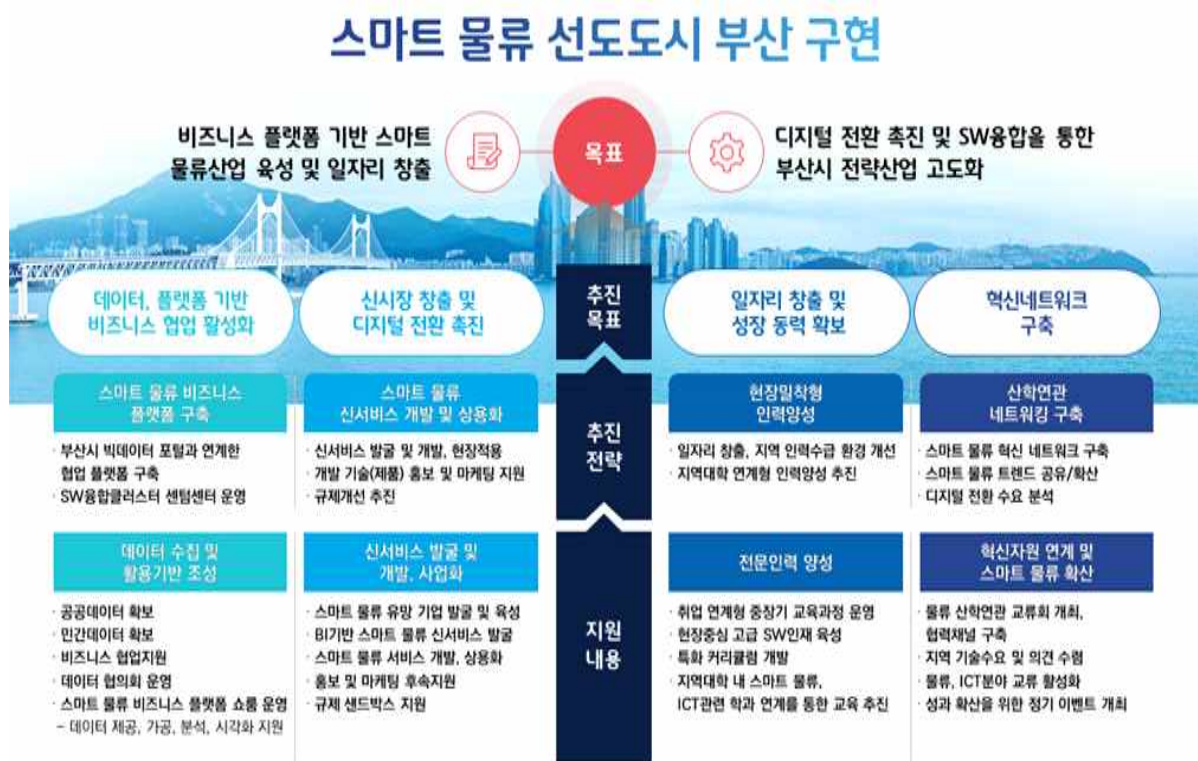 스마트 물류 선도도시 부산 구현
비즈니스 플랫폼 기반 스마트
물류산업 육성 및 일자리 창출
목표
디지털 전환 촉진 및 SW융합을 통한
부산시 전략산업 고도화
데이터, 플랫폼 기반
비즈니스 협업 활성화
신시장 창출 및
디지털 전환 촉진
추진
목표
일자리 창출 및
성장 동력 확보
혁신네트워크
구축
스마트 물류 비즈니스
플랫폼 구축
· 부산시 빅데이터 포털과 연계한
협업 플랫폼 구축
· SW융합클러스터 센텀센터 운영
스마트 물류
신서비스 개발 및 상용화
· 신서비스 발굴 및 개발, 현장적용
· 개발 기술(제품) 홍보 및 마케팅 지원
· 규제개선 추진
추진
전략
현장밀착형
인력양성
· 일자리 창출, 지역 인력수급 환경 개선
· 지역대학 연계형 인력양성 추진
산학연관
네트워킹 구축
· 스마트 물류 혁신 네트워크 구축
· 스마트 물류 트렌드 공유/확산
· 디지털 전환 수요 분석
데이터 수집 및
활용기반 조성
· 공공데이터 확보
· 민간데이터 확보
· 비즈니스 협업지원
· 데이터 협의회 운영
· 스마트 물류 비즈니스 플랫폼 쇼룸 운영
– 데이터 제공, 가공, 분석, 시각화 지원
신서비스 발굴 및
개발, 사업화
· 스마트 물류 유망 기업 발굴 및 육성
· BI기반 스마트 물류 신서비스 발굴
· 스마트 물류 서비스 개발, 상용화
· 홍보 및 마케팅 후속지원
· 규제 샌드박스 지원
지원
내용
전문인력 양성
· 취업 연계형 중장기 교육과정 운영
· 현장중심 고급 SW인재 육성
· 특화 커리큘럼 개발
· 지역대학 내 스마트 물류,
ICT관련 학과 연계를 통한 교육 추진
혁신자원 연계 및
스마트 물류 확산
· 물류 산학연관 교류회 개최,
협력채널 구축
· 지역 기술수요 및 의견 수렴
· 물류, ICT분야 교류 활성화
· 성과 확산을 위한 정기 이벤트 개최